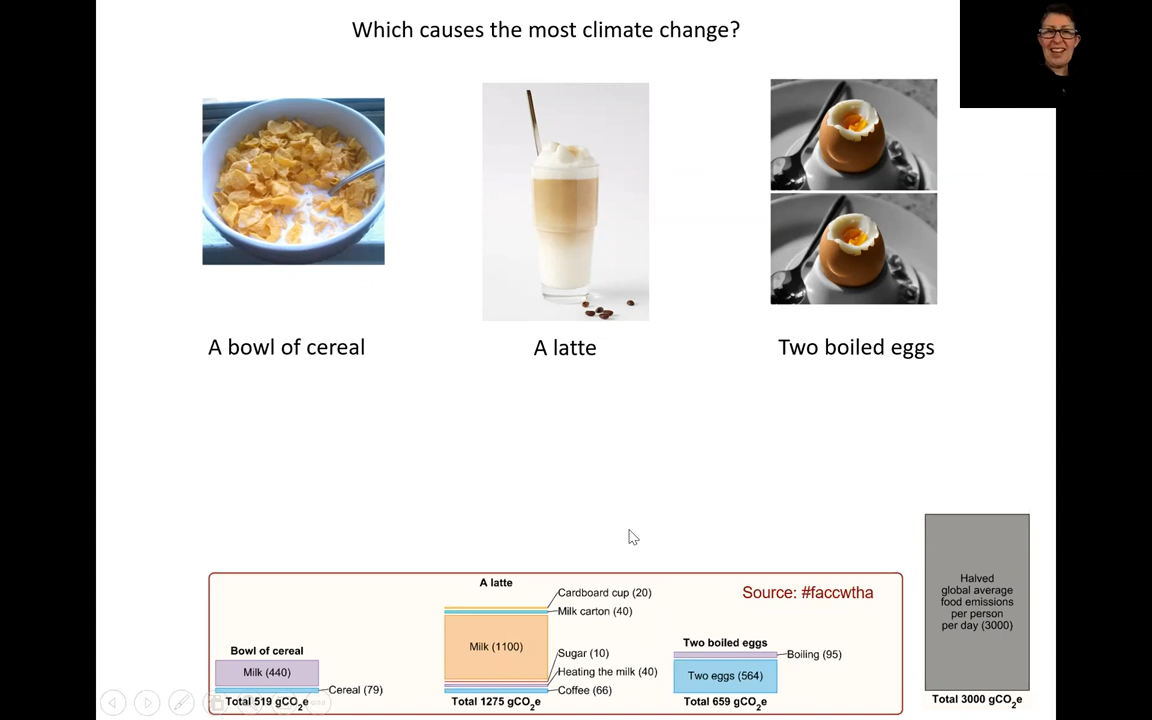 Which causes the most climate change?
A bowl of cereal
A latte
Two boiled eggs
Bowl of cereal
Milk (440)
Cereal (79)
Total 519 gCO2e
A latte
Cardboard cup (20)
Milk carton (40)
Milk (1100)
Sugar (10)
Heating the milk (40)
Coffee (66)
Total 1275 gCO2e
Source: #faccwtha
Two boiled eggs
Boiling (95)
Two eggs (564)
Total 659 gCO2e
Halved
global average
food emissions
per person
per day (3000)
Total 3000 gCO2e